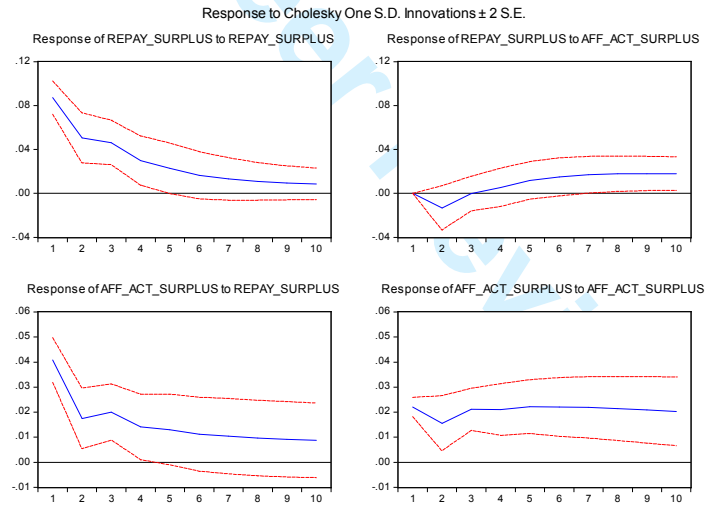 Response to Cholesky One S.D. Innovations ± 2 S.E.
Response of REPAY_SURPLUS to REPAY_SURPLUS
.12
.08
.04
.00
-.04
1 2 3 4 5 6 7 8 9 10
Response of REPAY_SURPLUS to AFF_ACT_SURPLUS
.12
.08
.04
.00
-.04
1 2 3 4 5 6 7 8 9 10
Response of AFF_ACT_SURPLUS to REPAY_SURPLUS
.06
.05
.04
.03
.02
.01
.00
-.01
1 2 3 4 5 6 7 8 9 10
Response of AFF_ACT_SURPLUS to AFF_ACT_SURPLUS
.06
.05
.04
.03
.02
.01
.00
-.01
1 2 3 4 5 6 7 8 9 10